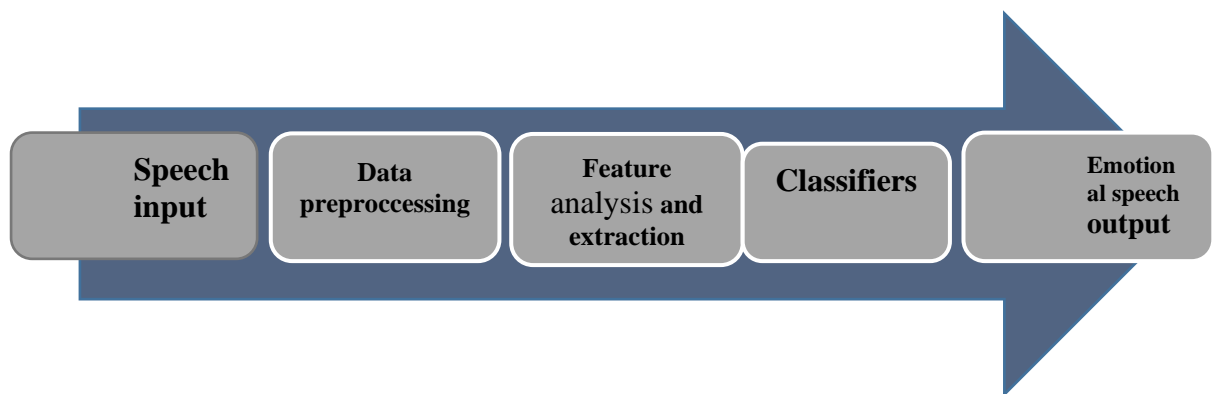 Speech
input
Data
preproccessing
Feature
analysis and
extraction
Classifiers
Emotion
al speech
output